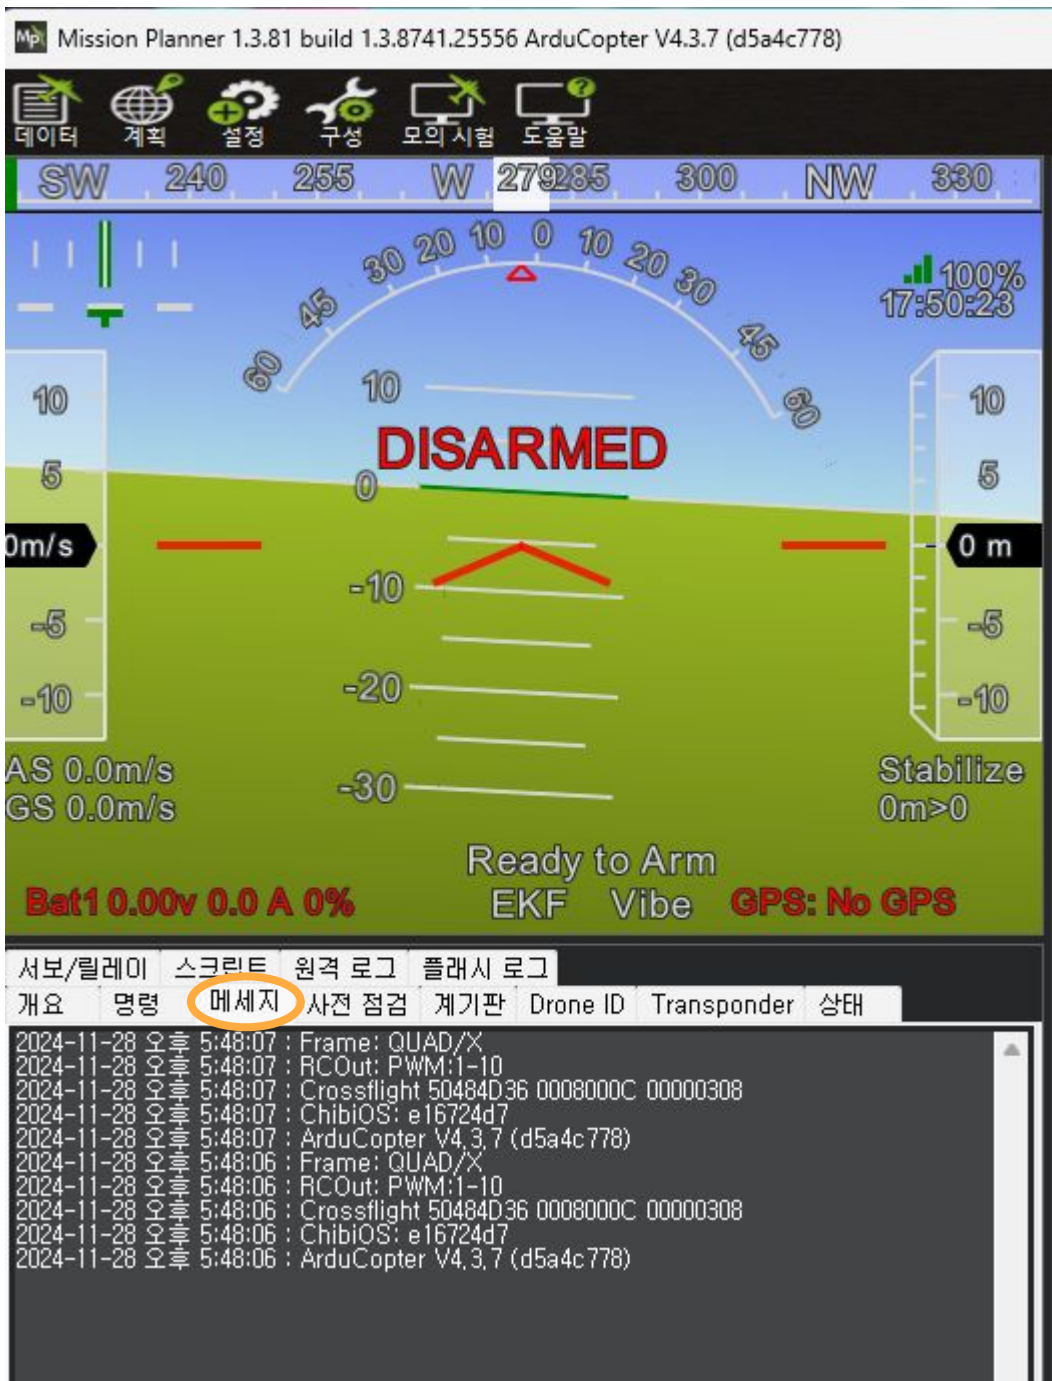 Mission Planner 1.3.81 build 1.3.8741.25556 ArduCopter V4.3.7 (d5a4c778)
데이터 계획 설정 구성 모의 시험 도움말
SW 240 255 W 279 285 300 NW 330
60 45 30 20 10 0 10 20 30 45 60
100%
17:50:23
10 10 10
DISARMED
5 0 5
0m/s 0 m
-10
-5 -5
-10 -20 -10
AS 0.0m/s -30 Stabilize
GS 0.0m/s 0m>0
Ready to Arm
Bat1 0.00v 0.0 A 0% EKF Vibe GPS: No GPS
서보/릴레이 스크립트 원격 로그 플래시 로그
개요 명령 메세지 사전 점검 계기판 Drone ID Transponder 상태
2024-11-28 오후 5:48:07 : Frame: QUAD/X
2024-11-28 오후 5:48:07 : RCOut: PWM:1-10
2024-11-28 오후 5:48:07 : Crossflight 50484D36 0008000C 00000308
2024-11-28 오후 5:48:07 : ChibiOS: e16724d7
2024-11-28 오후 5:48:07 : ArduCopter V4.3.7 (d5a4c778)
2024-11-28 오후 5:48:06 : Frame: QUAD/X
2024-11-28 오후 5:48:06 : RCOut: PWM:1-10
2024-11-28 오후 5:48:06 : Crossflight 50484D36 0008000C 00000308
2024-11-28 오후 5:48:06 : ChibiOS: e16724d7
2024-11-28 오후 5:48:06 : ArduCopter V4.3.7 (d5a4c778)